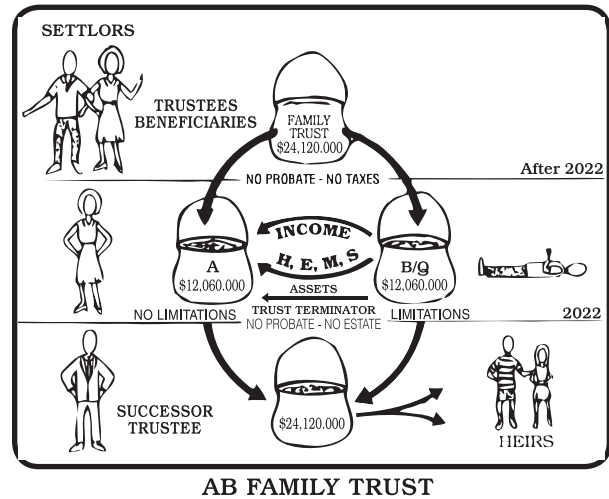 SETTLORS
TRUSTEES
BENEFICIARIES
FAMILY
TRUST
$24,120.000
After 2022
NO PROBATE - NO TAXES
INCOME
H, E, M, S
A
$12,060.000
B/Q
$12,060.000
ASSETS
NO LIMITATIONS
TRUST TERMINATOR
LIMITATIONS
2022
NO PROBATE - NO ESTATE
SUCCESSOR
TRUSTEE
$24,120.000
HEIRS
AB FAMILY TRUST